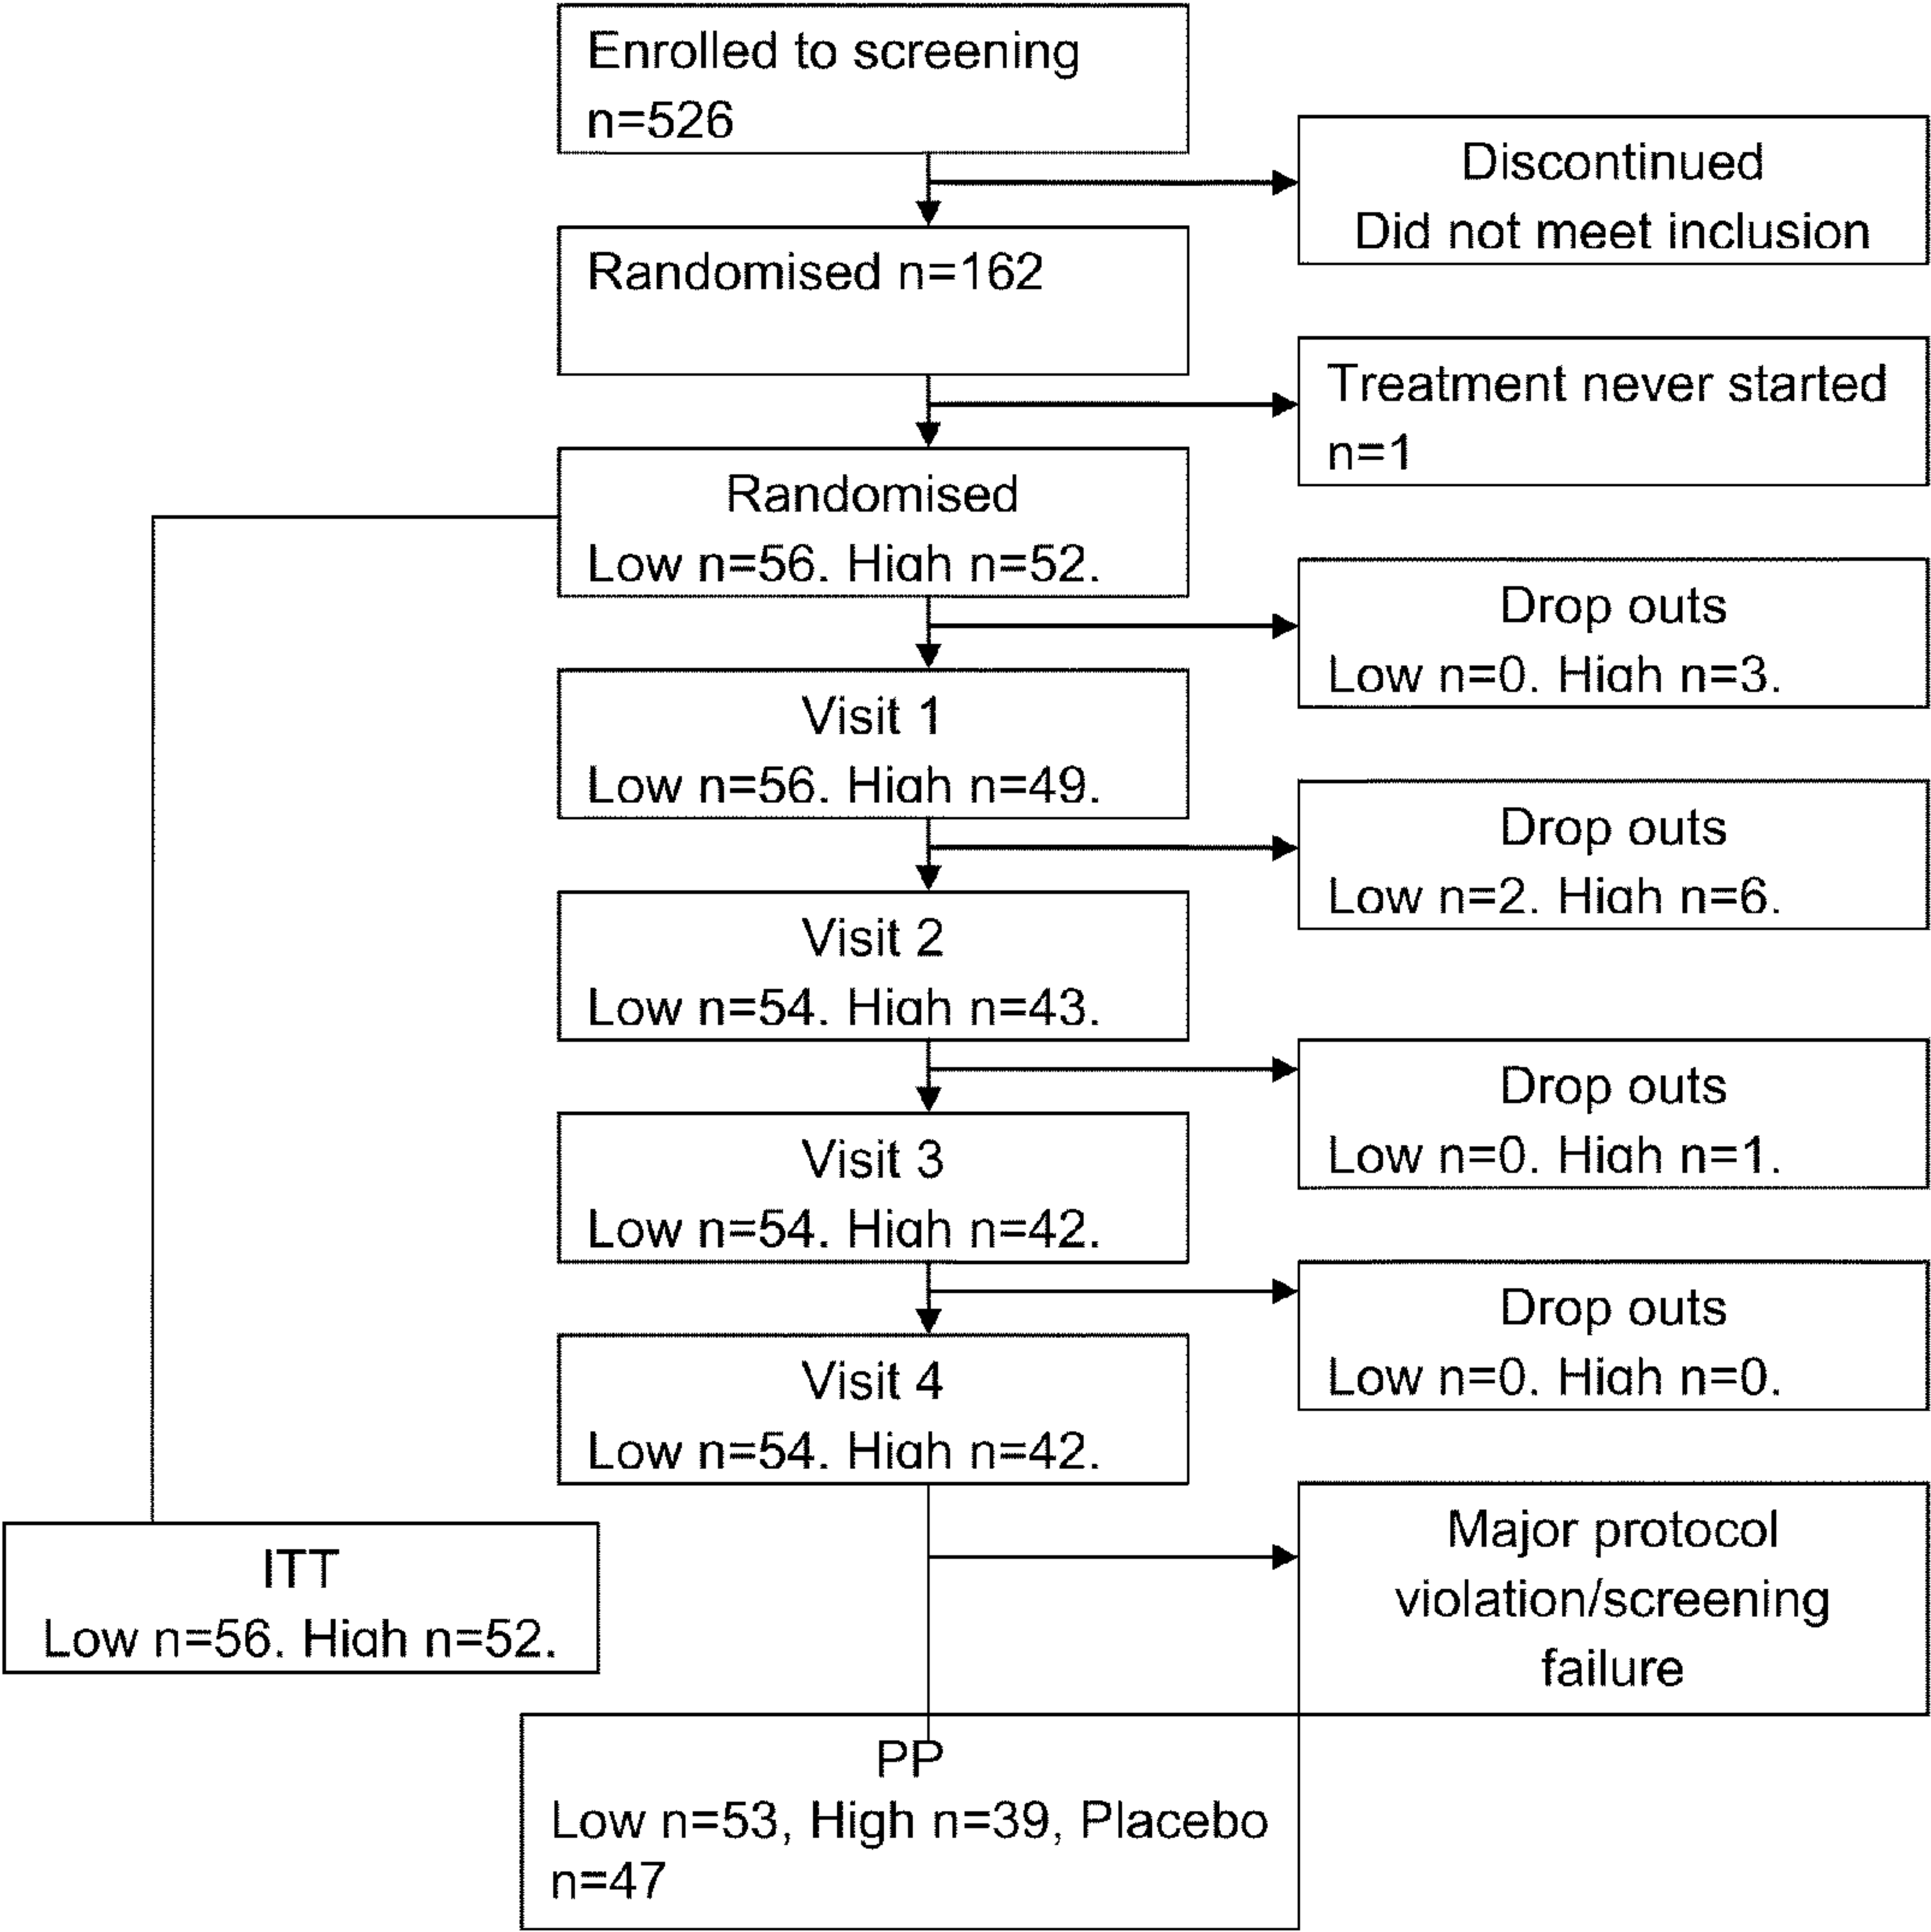 Enrolled to screening
n=526
Discontinued
Did not meet inclusion
Randomised n=162
Treatment never started
n=1
Randomised
Low n=56. High n=52.
Drop outs
Low n=0. High n=3.
Visit 1
Low n=56. High n=49.
Drop outs
Low n=2. High n=6.
Visit 2
Low n=54. High n=43.
Drop outs
Low n=0. High n=1.
Visit 3
Low n=54. High n=42.
Drop outs
Low n=0. High n=0.
Visit 4
Low n=54. High n=42.
Major protocol
violation/screening
failure
ITT
Low n=56. High n=52.
PP
Low n=53, High n=39, Placebo
n=47